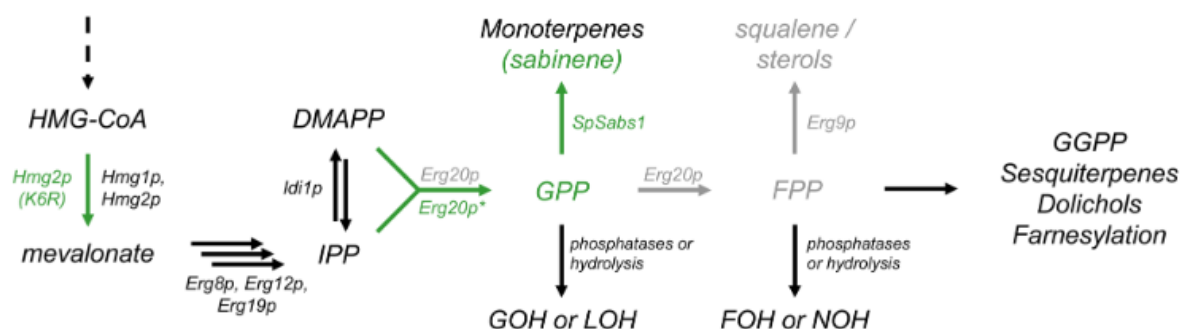 Monoterpenes
(sabinene)
squalene /
sterols
HMG-CoA
DMAPP
SpSabs1
Erg9p
GGPP
Sesquiterpenes
Dolichols
Farnesylation
Hmg2p
(K6R)
Hmg1p,
Hmg2p
Idi1p
Erg20p
Erg20p*
GPP
Erg20p
FPP
mevalonate
IPP
Erg8p, Erg12p,
Erg19p
phosphatases or
hydrolysis
phosphatases
or hydrolysis
GOH or LOH
FOH or NOH